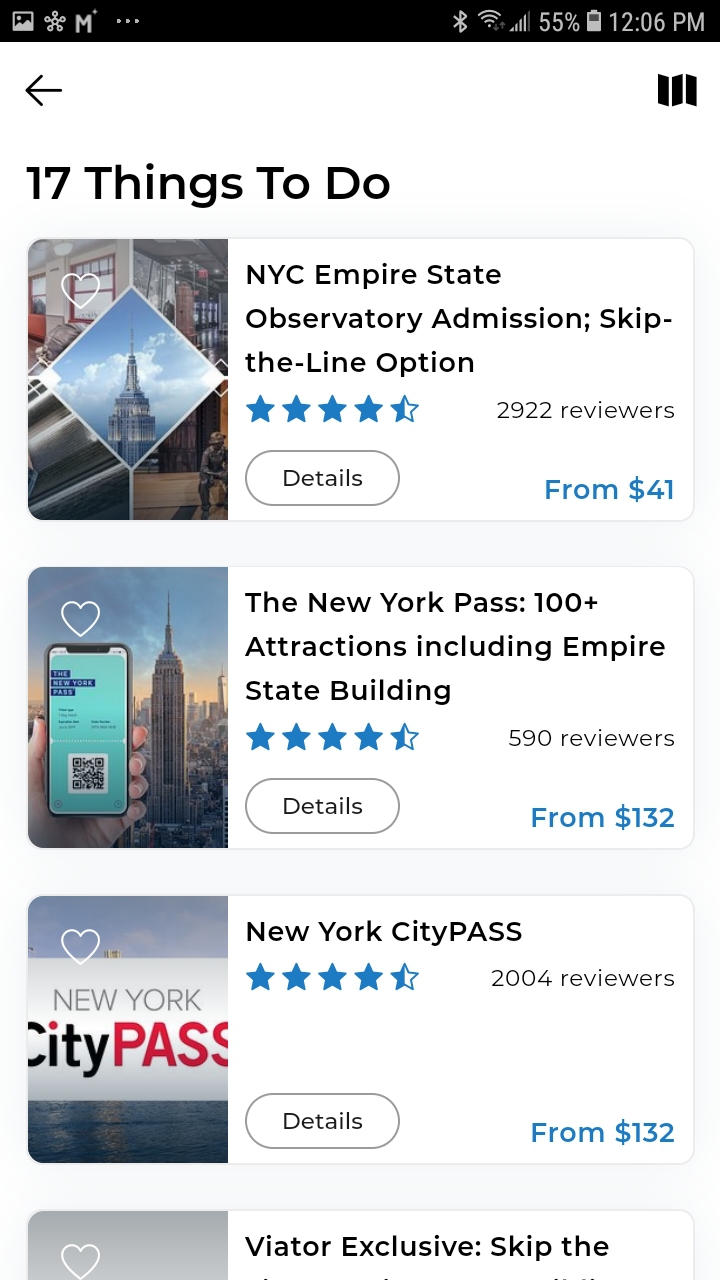 55% 12:06 PM
17 Things To Do
NYC Empire State
Observatory Admission; Skip-
the-Line Option
2922 reviewers
Details
From $41
THE
NEW YORK
PASS
The New York Pass: 100+
Attractions including Empire
State Building
590 reviewers
Details
From $132
NEW YORK
CityPASS
New York CityPASS
2004 reviewers
Details
From $132
Viator Exclusive: Skip the